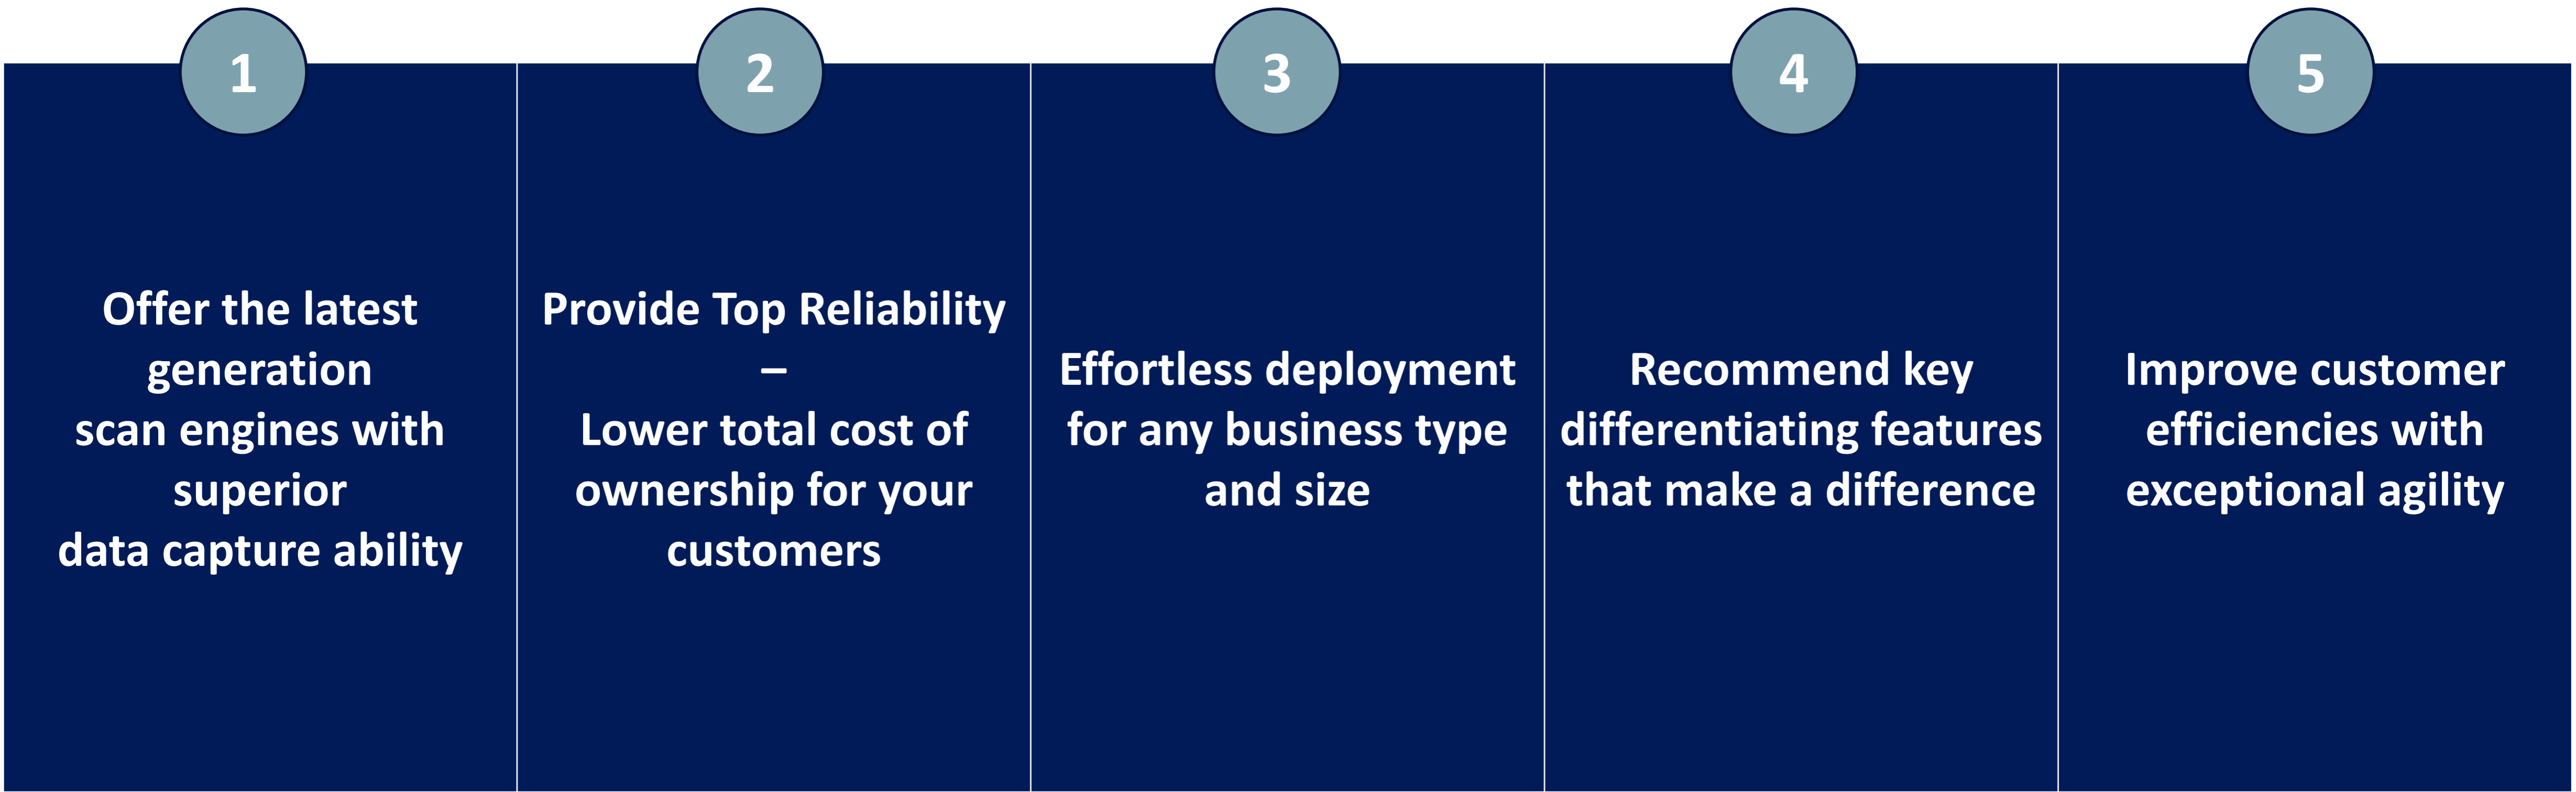 1
Offer the latest
generation
scan engines with
superior
data capture ability
2
Provide Top Reliability
–
Lower total cost of
ownership for your
customers
3
Effortless deployment
for any business type
and size
4
Recommend key
differentiating features
that make a difference
5
Improve customer
efficiencies with
exceptional agility